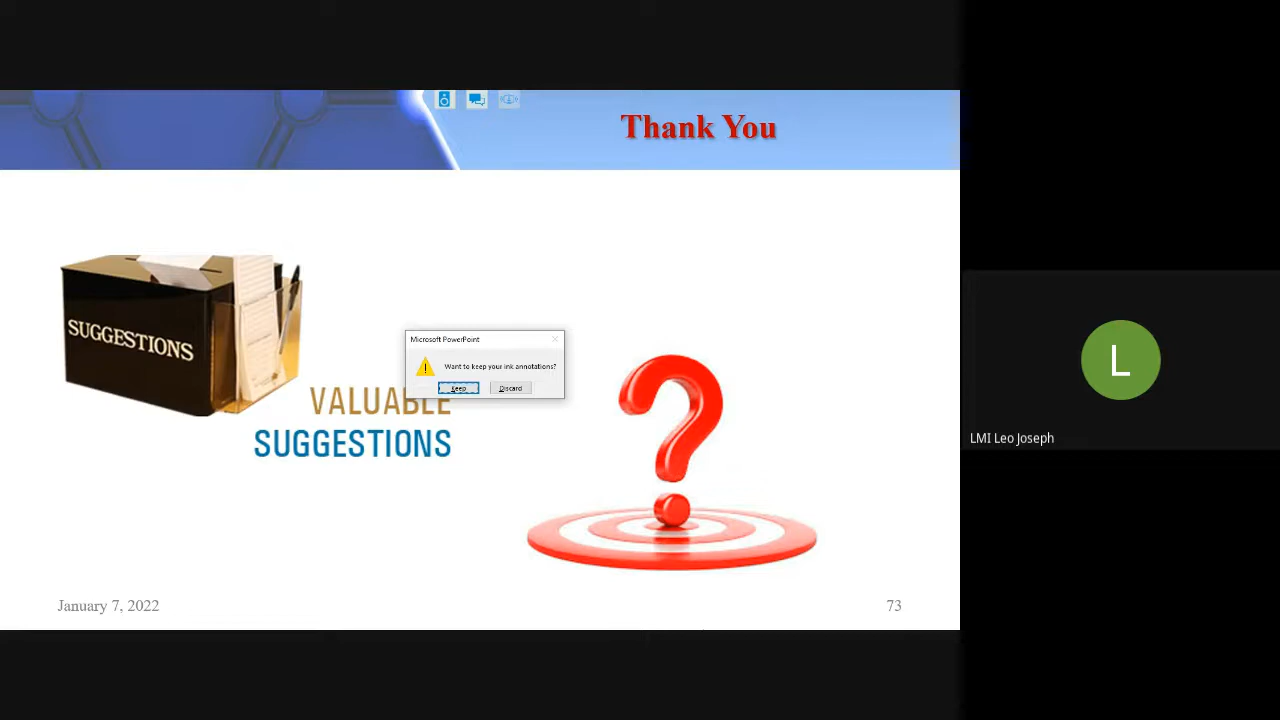 Thank You
SUGGESTIONS
Microsoft PowerPoint
Want to keep your ink annotations?
Keep
Discard
VALUABLE
SUGGESTIONS
L
LMI Leo Joseph
January 7, 2022
73